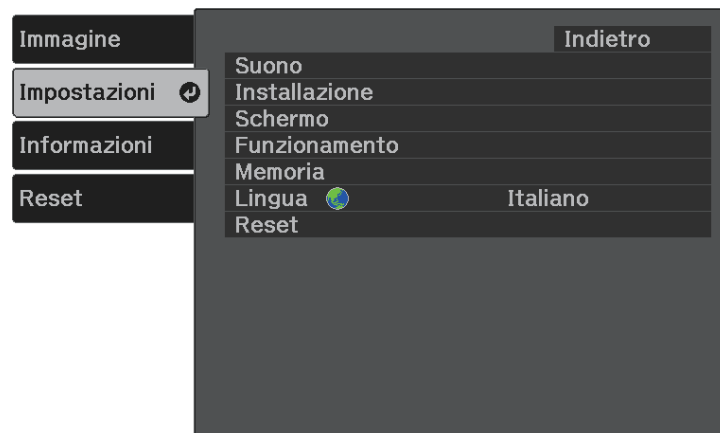 Immagine
Impostazioni
Informazioni
Reset
Indietro
Suono
Installazione
Schermo
Funzionamento
Memoria
Lingua Italiano
Reset